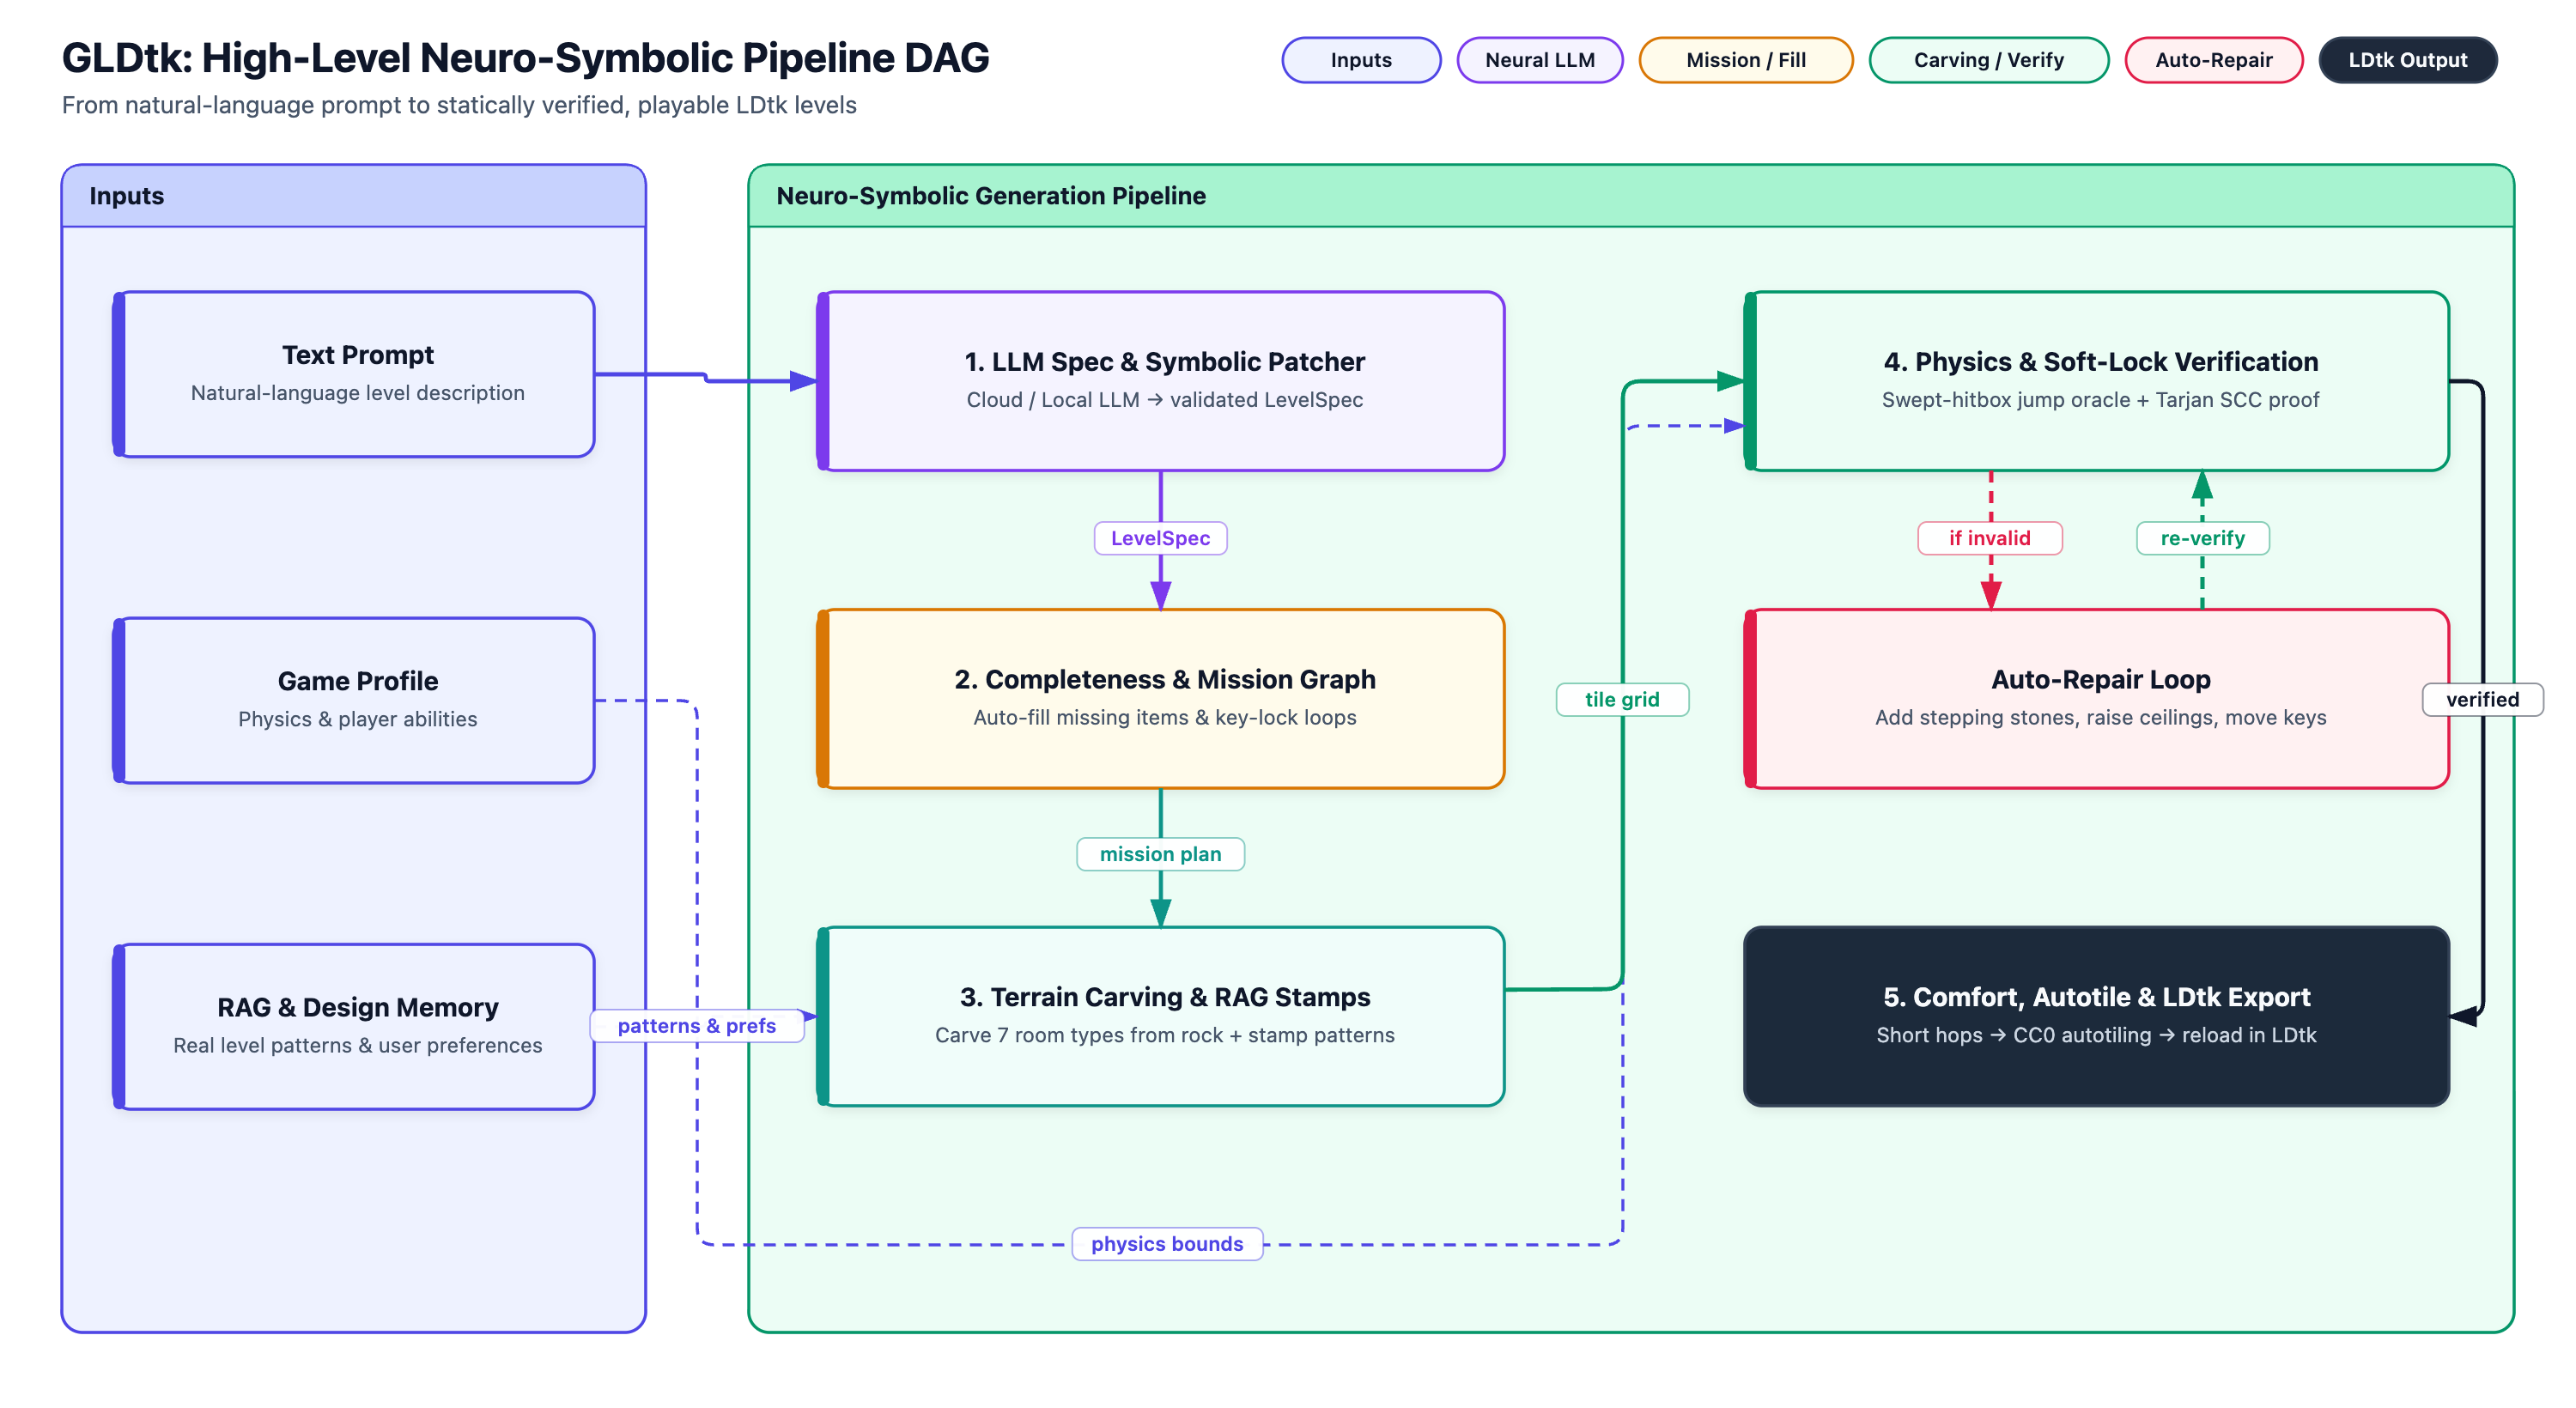 GLDtk: High-Level Neuro-Symbolic Pipeline DAG
From natural-language prompt to statically verified, playable LDtk levels
Inputs
Neural LLM
Mission / Fill
Carving / Verify
Auto-Repair
LDtk Output
Inputs
Text Prompt
Natural-language level description
Game Profile
Physics & player abilities
RAG & Design Memory
Real level patterns & user preferences
patterns & prefs
Neuro-Symbolic Generation Pipeline
1. LLM Spec & Symbolic Patcher
Cloud / Local LLM → validated LevelSpec
LevelSpec
2. Completeness & Mission Graph
Auto-fill missing items & key-lock loops
mission plan
3. Terrain Carving & RAG Stamps
Carve 7 room types from rock + stamp patterns
physics bounds
tile grid
4. Physics & Soft-Lock Verification
Swept-hitbox jump oracle + Tarjan SCC proof
if invalid
re-verify
Auto-Repair Loop
Add stepping stones, raise ceilings, move keys
verified
5. Comfort, Autotile & LDtk Export
Short hops → CC0 autotiling → reload in LDtk